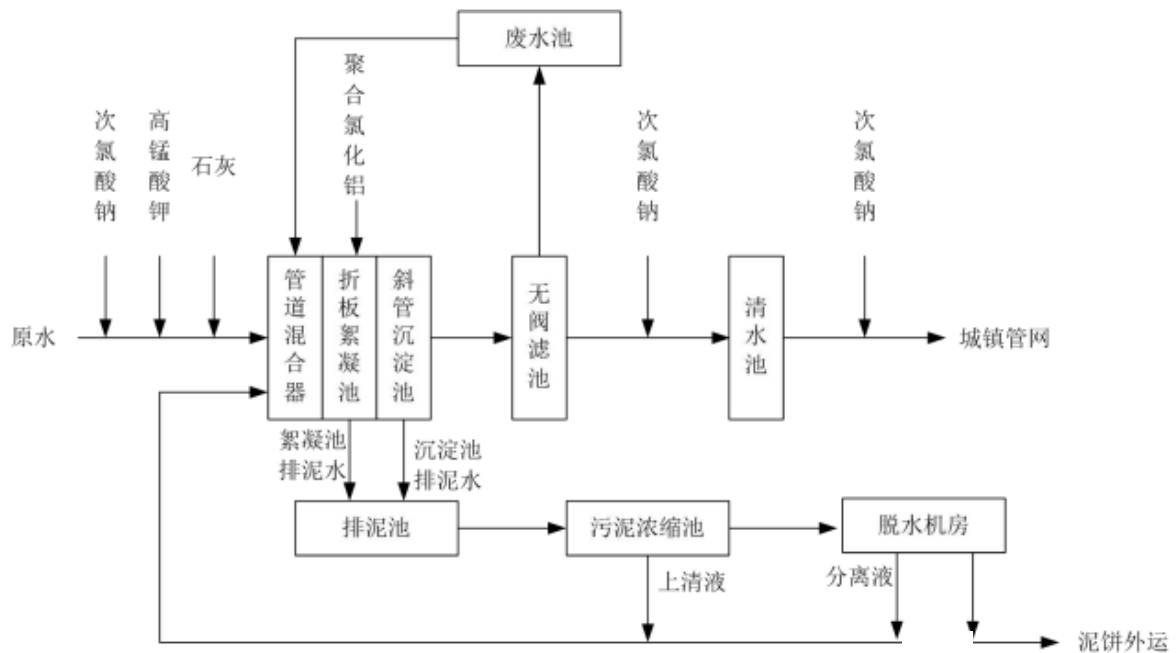 废水池
聚合氯化铝
次氯酸钠
高锰酸钾
石灰
次氯酸钠
次氯酸钠
原水
管道混合器
折板絮凝池
斜管沉淀池
无阀滤池
清水池
城镇管网
絮凝池
排泥水
沉淀池
排泥水
排泥池
污泥浓缩池
脱水机房
上清液
分离液
泥饼外运